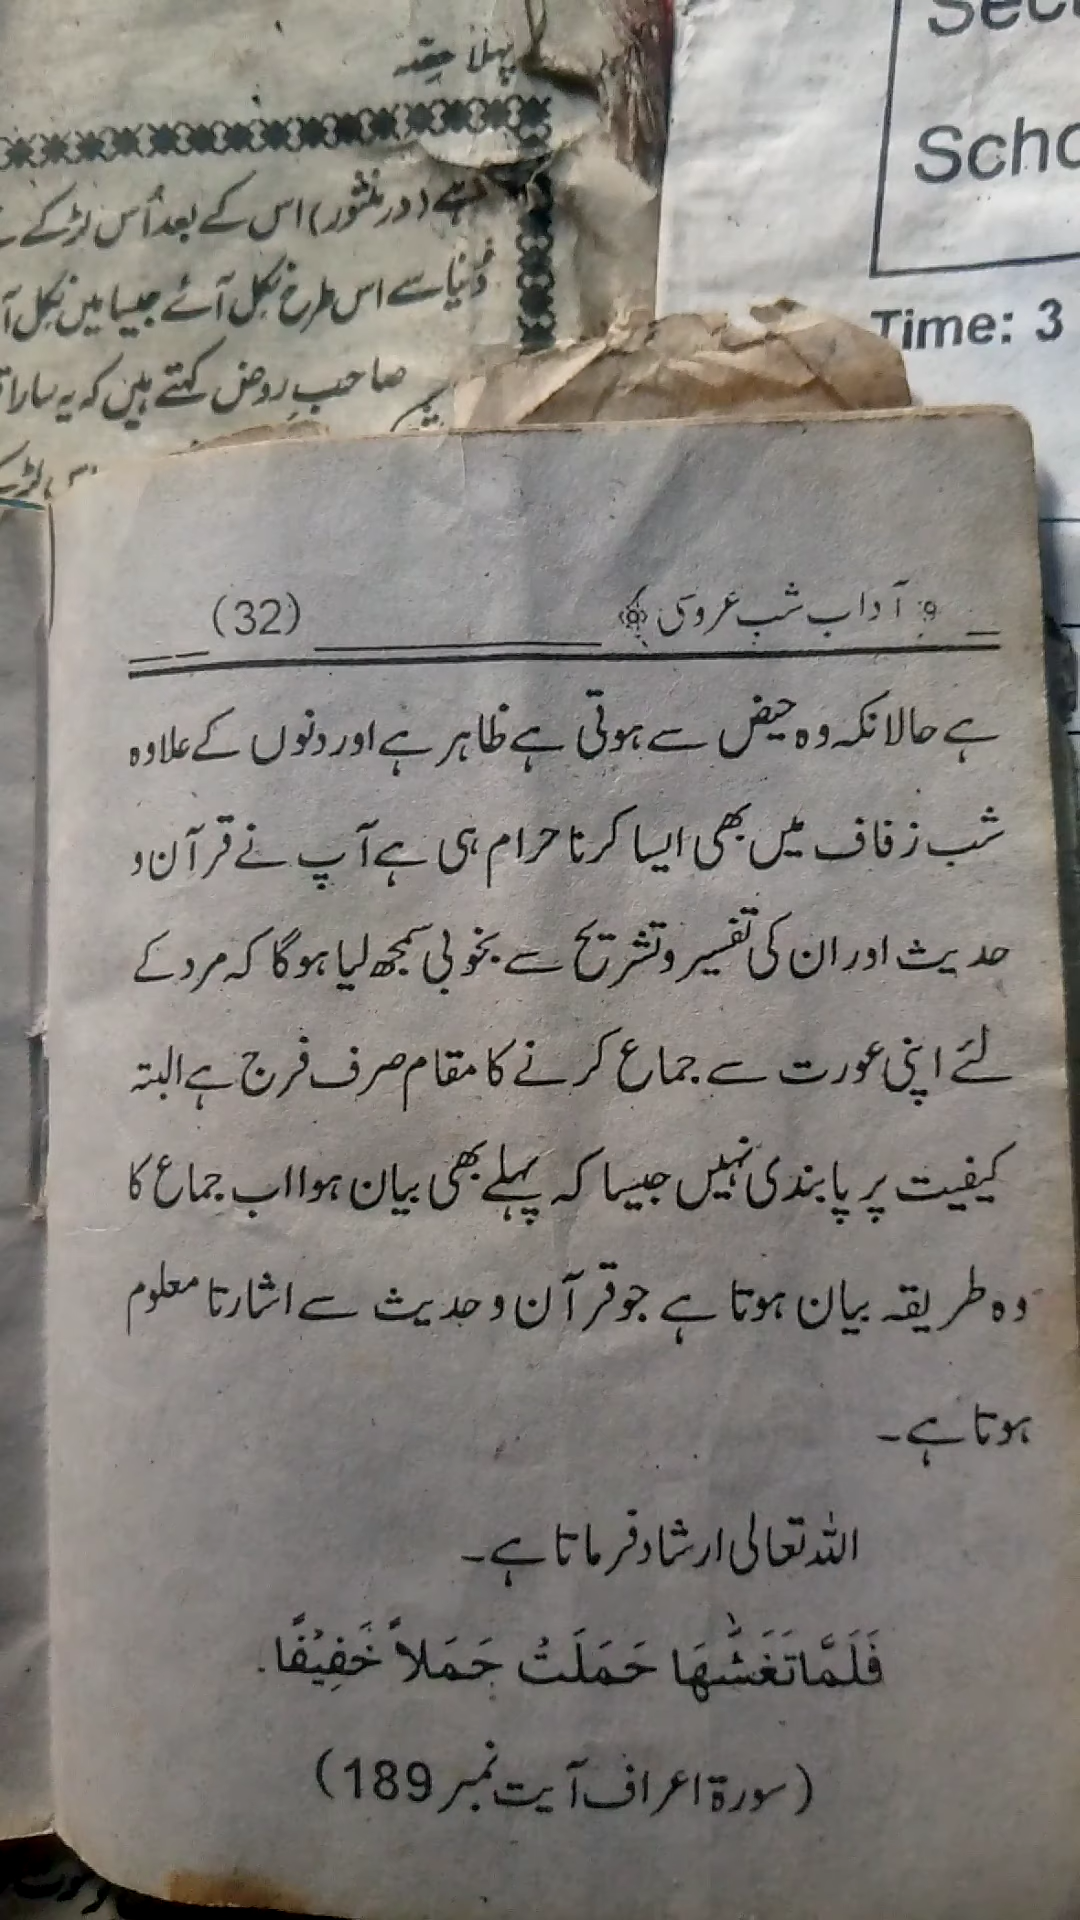 پہلا حصّہ
ہے (درمنثور) اس کے بعد اُس لڑکے
دُنیا سے اس طرح نکل آئے جیسا میں نکل
صاحبِ روض کہتے ہیں کہ یہ سارا
Sec
Scho
Time: 3
آداب شب عروسی (32)
ہے حالانکہ وہ حیض سے ہوتی ہے ظاہر ہے اور دنوں کے علاوہ
شب زفاف میں بھی ایسا کرنا حرام ہی ہے آپ نے قرآن و
حدیث اور ان کی تفسیر و تشریح سے بخوبی سمجھ لیا ہوگا کہ مرد کے
لئے اپنی عورت سے جماع کرنے کا مقام صرف فرج ہے البتہ
کیفیت پر پابندی نہیں جیسا کہ پہلے بھی بیان ہوا اب جماع کا
وہ طریقہ بیان ہوتا ہے جو قرآن و حدیث سے اشارتا معلوم
ہوتا ہے۔
اللہ تعالی ارشاد فرماتا ہے۔
فَلَمَّا تَغَشّٰهَا حَمَلَتْ حَمَلاً خَفِيْفًا.
(سورۃ اعراف آیت نمبر 189)